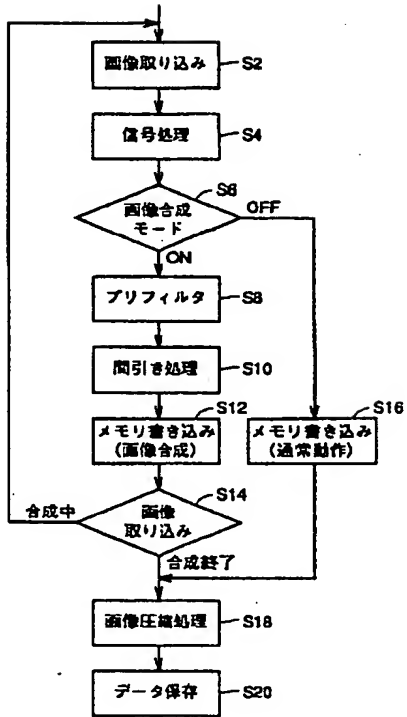 画像取り込み
S2
信号処理
S4
画像合成
モード
S6
OFF
ON
プリフィルタ
S8
間引き処理
S10
メモリ書き込み
(画像合成)
S12
メモリ書き込み
(通常動作)
S16
画像
取り込み
S14
合成中
合成終了
画像圧縮処理
S18
データ保存
S20